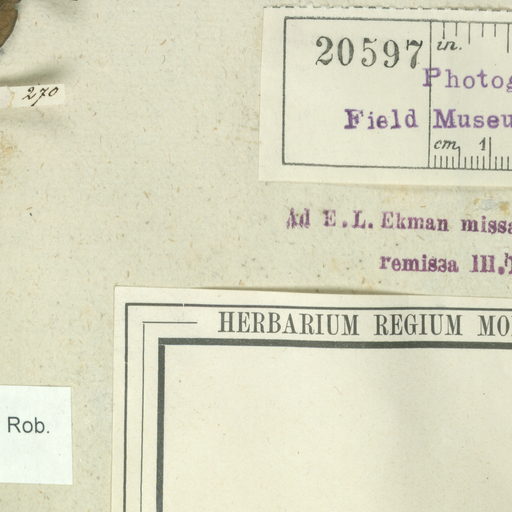 20597
in.
Photog
Field Museu
cm 1
270
Ad E. L. Ekman missa
remissa III.
HERBARIUM REGIUM MO
Rob.